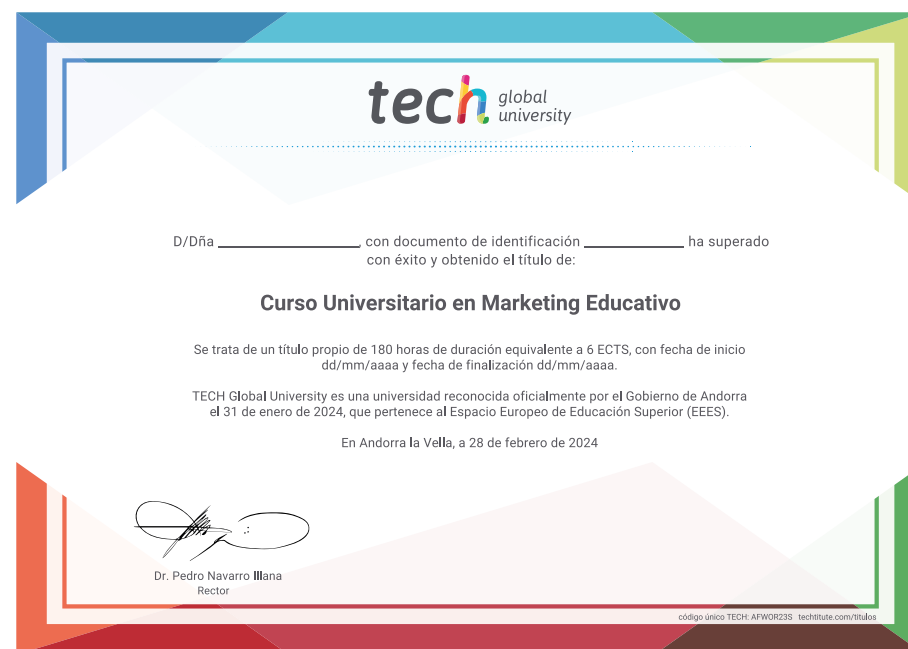 tech global university
D/Dña ____________________, con documento de identificación ______________ ha superado
con éxito y obtenido el título de:
Curso Universitario en Marketing Educativo
Se trata de un título propio de 180 horas de duración equivalente a 6 ECTS, con fecha de inicio
dd/mm/aaaa y fecha de finalización dd/mm/aaaa.
TECH Global University es una universidad reconocida oficialmente por el Gobierno de Andorra
el 31 de enero de 2024, que pertenece al Espacio Europeo de Educación Superior (EEES).
En Andorra la Vella, a 28 de febrero de 2024
Dr. Pedro Navarro Illana
Rector
código único TECH: AFWOR23S techtitute.com/titulos